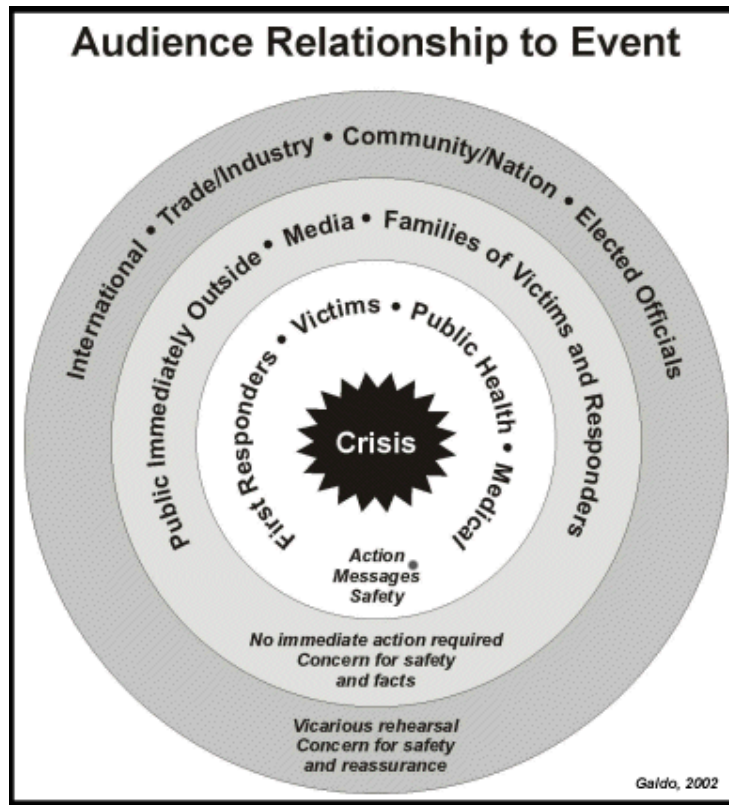 Audience Relationship to Event
International • Trade/Industry • Community/Nation • Elected Officials
Public Immediately Outside • Media • Families of Victims and Responders
First Responders • Victims • Public Health • Medical
Crisis
Action
Messages
Safety
No immediate action required
Concern for safety
and facts
Vicarious rehearsal
Concern for safety
and reassurance
Galdo, 2002